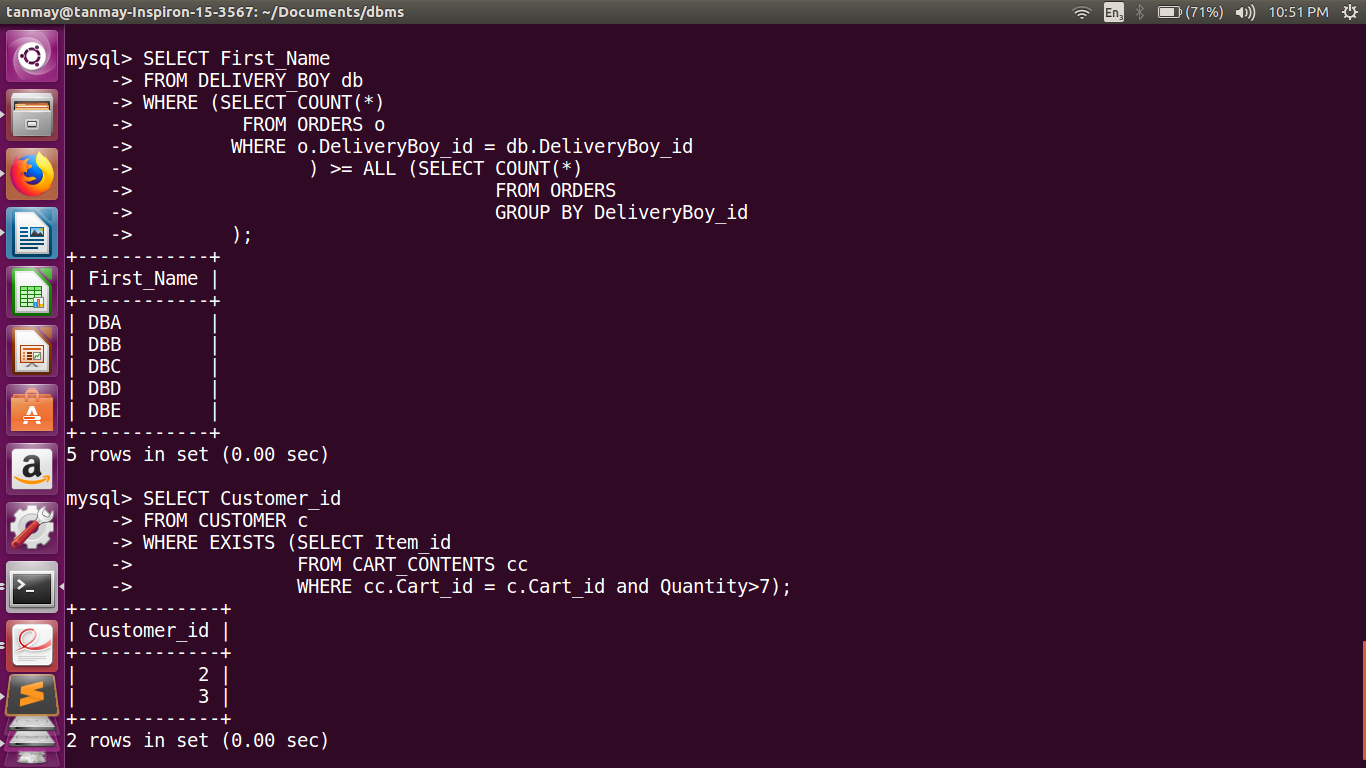 tanmay@tanmay-Inspiron-15-3567: ~/Documents/dbms
En3 (71%) 10:51 PM
mysql> SELECT First_Name
    -> FROM DELIVERY_BOY db
    -> WHERE (SELECT COUNT(*)
    ->          FROM ORDERS o
    ->         WHERE o.DeliveryBoy_id = db.DeliveryBoy_id
    ->                ) >= ALL (SELECT COUNT(*)
    ->                                 FROM ORDERS
    ->                                 GROUP BY DeliveryBoy_id
    ->         );
+------------+
| First_Name |
+------------+
| DBA        |
| DBB        |
| DBC        |
| DBD        |
| DBE        |
+------------+
5 rows in set (0.00 sec)
mysql> SELECT Customer_id
    -> FROM CUSTOMER c
    -> WHERE EXISTS (SELECT Item_id
    ->               FROM CART_CONTENTS cc
    ->               WHERE cc.Cart_id = c.Cart_id and Quantity>7);
+-------------+
| Customer_id |
+-------------+
|           2 |
|           3 |
+-------------+
2 rows in set (0.00 sec)